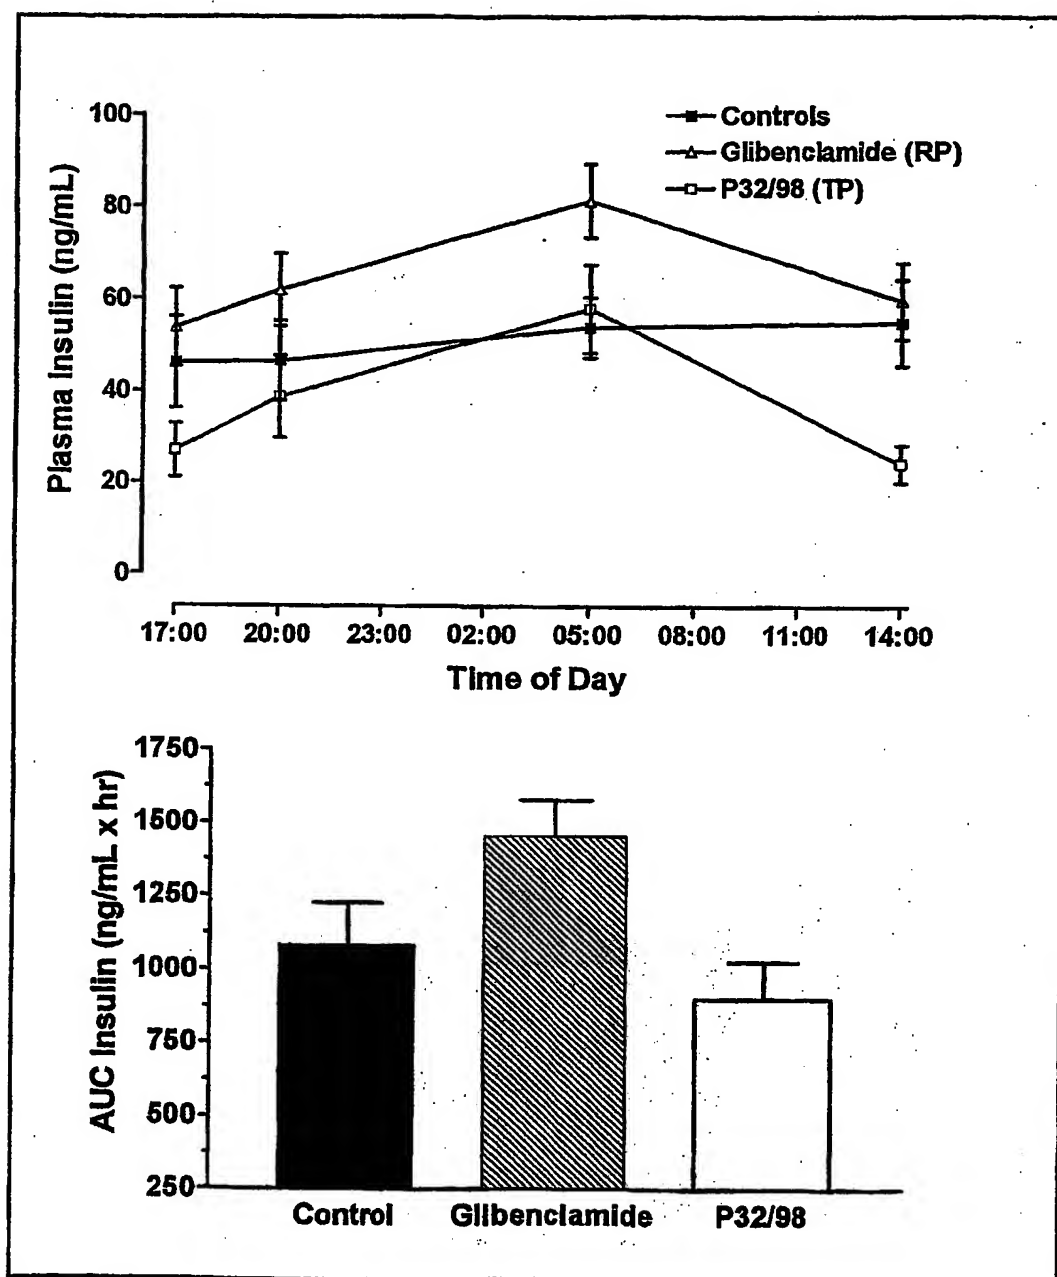 100
80
60
40
20
0
Plasma Insulin (ng/mL)
Controls
Glibenclamide (RP)
P32/98 (TP)
17:00 20:00 23:00 02:00 05:00 08:00 11:00 14:00
Time of Day
1750
1500
1250
1000
750
500
250
AUC Insulin (ng/mL x hr)
Control Glibenclamide P32/98